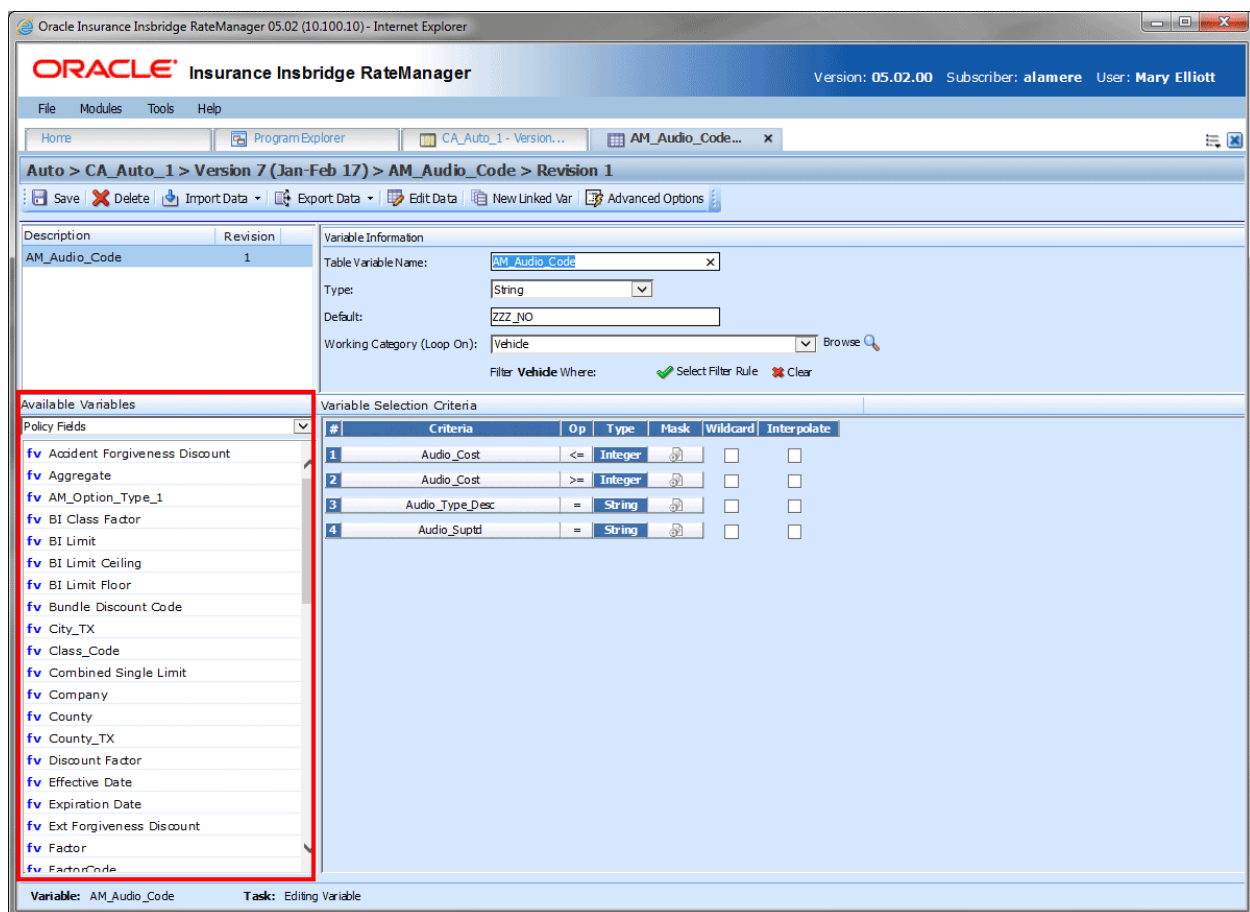 Oracle Insurance Insbridge RateManager 05.02 (10.100.10) - Internet Explorer
ORACLE Insurance Insbridge RateManager
Version: 05.02.00 Subscriber: alamere User: Mary Elliott
File Modules Tools Help
Home Program Explorer CA_Auto_1 - Version... AM_Audio_Code... x
Auto > CA_Auto_1 > Version 7 (Jan-Feb 17) > AM_Audio_Code > Revision 1
Save Delete Import Data Export Data Edit Data New Linked Var Advanced Options
Description Revision
AM_Audio_Code 1
Variable Information
Table Variable Name: AM_Audio_Code x
Type: String
Default: ZZZ_NO
Working Category (Loop On): Vehicle Browse
Filter Vehicle Where: Select Filter Rule Clear
Available Variables
Policy Fields
fv Accident Forgiveness Discount
fv Aggregate
fv AM_Option_Type_1
fv BI Class Factor
fv BI Limit
fv BI Limit Ceiling
fv BI Limit Floor
fv Bundle Discount Code
fv City_TX
fv Class_Code
fv Combined Single Limit
fv Company
fv County
fv County_TX
fv Discount Factor
fv Effective Date
fv Expiration Date
fv Ext Forgiveness Discount
fv Factor
fv FactorCode
Variable Selection Criteria
# Criteria Op Type Mask Wildcard Interpolate
1 Audio_Cost <= Integer
2 Audio_Cost >= Integer
3 Audio_Type_Desc = String
4 Audio_Suptd = String
Variable: AM_Audio_Code Task: Editing Variable